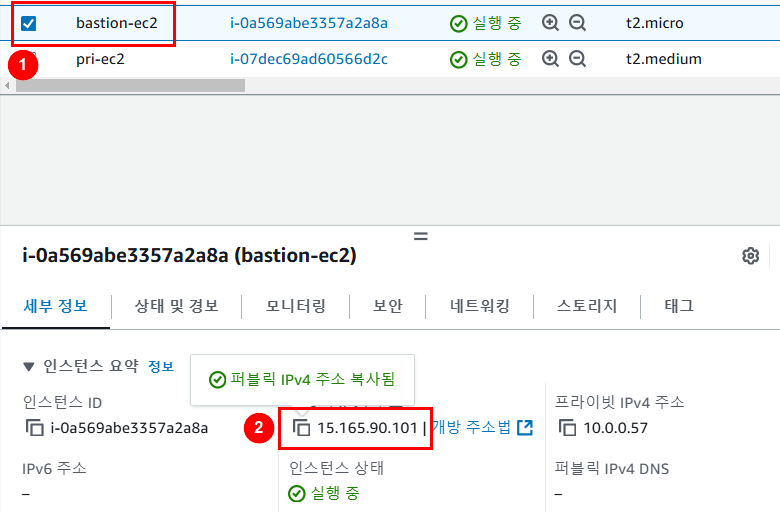 bastion-ec2 i-0a569abe3357a2a8a 실행 중 t2.micro
1
pri-ec2 i-07dec69ad60566d2c 실행 중 t2.medium
i-0a569abe3357a2a8a (bastion-ec2)
세부 정보 상태 및 경보 모니터링 보안 네트워킹 스토리지 태그
인스턴스 요약 정보
퍼블릭 IPv4 주소 복사됨
인스턴스 ID 프라이빗 IPv4 주소
i-0a569abe3357a2a8a 2 15.165.90.101 | 개방 주소법 10.0.0.57
IPv6 주소 인스턴스 상태 퍼블릭 IPv4 DNS
– 실행 중 –